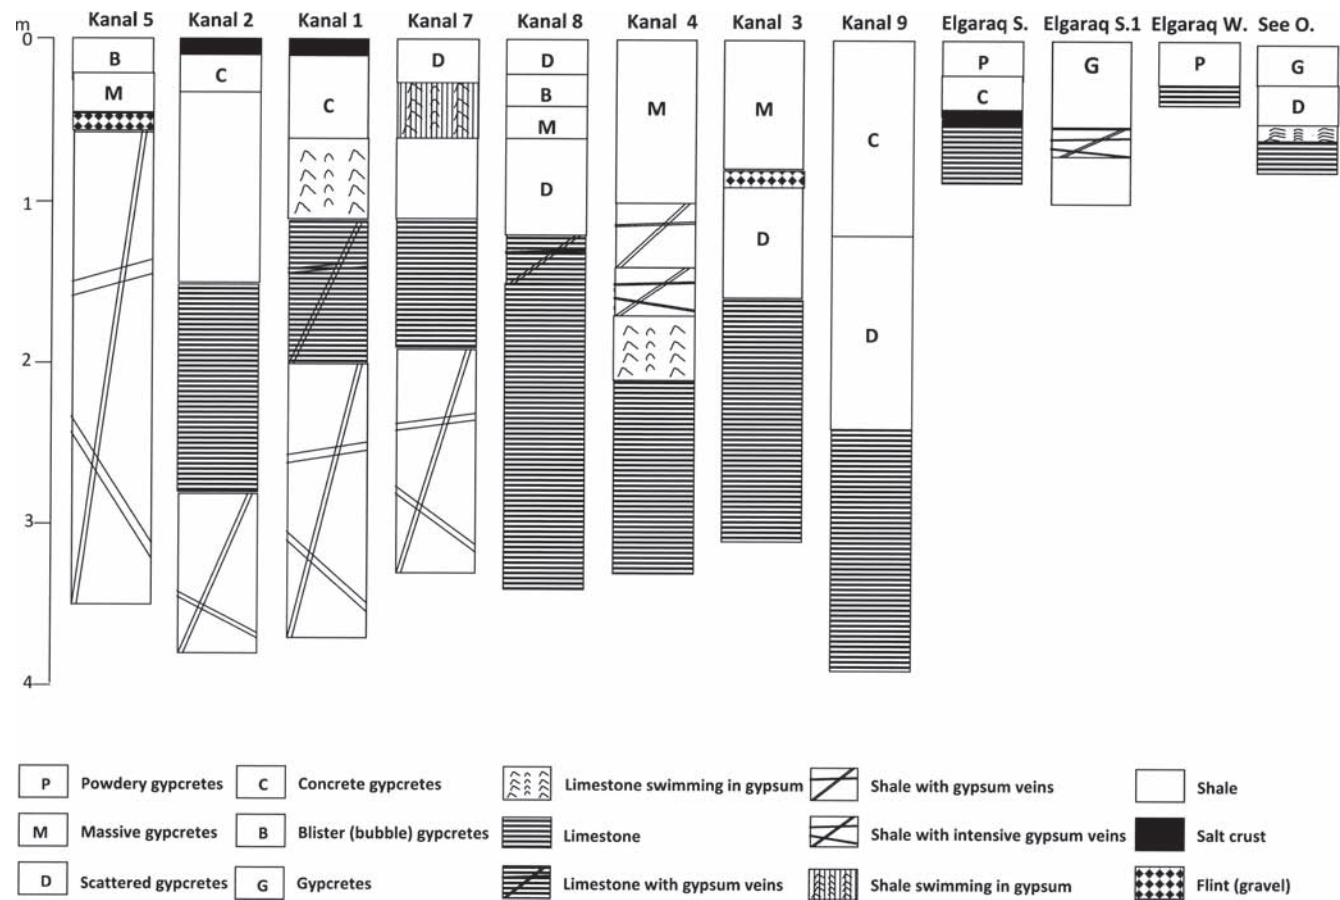 m
Kanal 5 Kanal 2 Kanal 1 Kanal 7 Kanal 8 Kanal 4 Kanal 3 Kanal 9 Elgaraq S. Elgaraq S.1 Elgaraq W. See O.
0
B C C D D M M C P G P G
M B C D
M
D D D
1
2
3
4
P Powdery gypcretes C Concrete gypcretes Limestone swimming in gypsum Shale with gypsum veins Shale
M Massive gypcretes B Blister (bubble) gypcretes Limestone Shale with intensive gypsum veins Salt crust
D Scattered gypcretes G Gypcretes Limestone with gypsum veins Shale swimming in gypsum Flint (gravel)